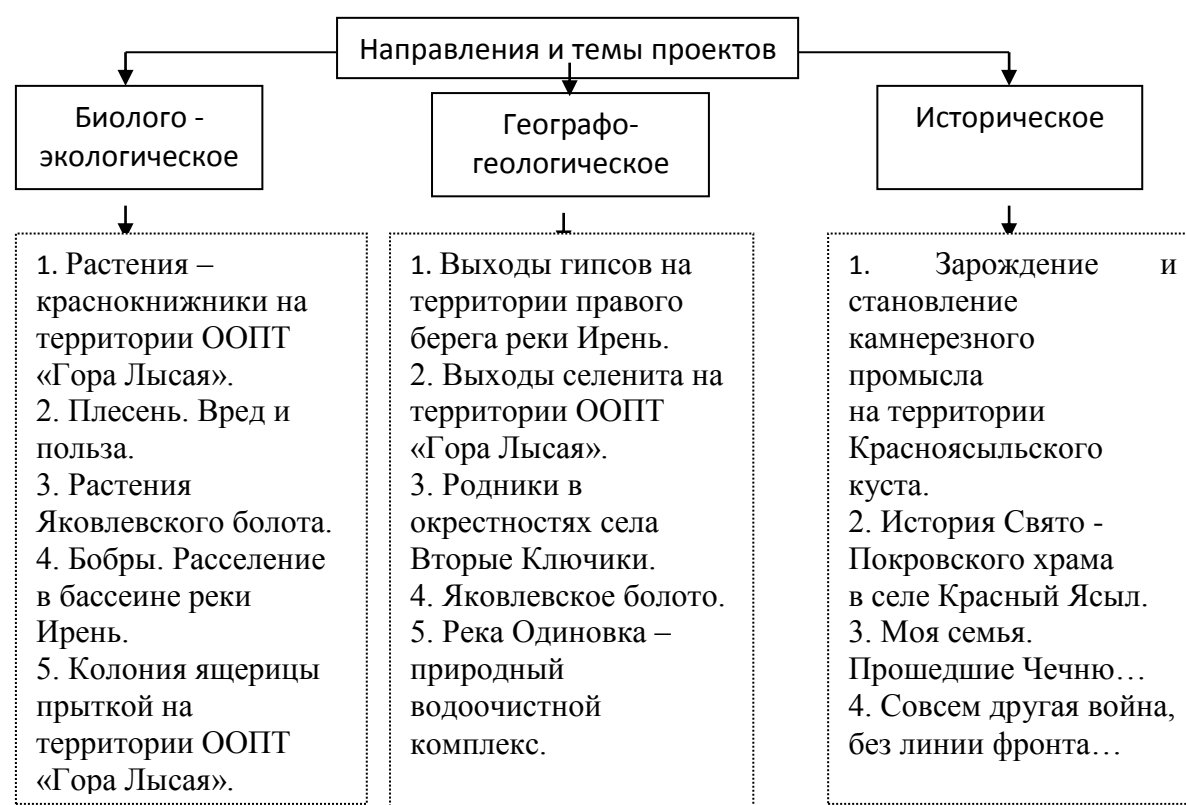 Направления и темы проектов
Биолого -
экологическое
Географо-
геологическое
Историческое
1. Растения –
краснокнижники на
территории ООПТ
«Гора Лысая».
2. Плесень. Вред и
польза.
3. Растения
Яковлевского болота.
4. Бобры. Расселение
в бассеине реки
Ирень.
5. Колония ящерицы
прыткой на
территории ООПТ
«Гора Лысая».
1. Выходы гипсов на
территории правого
берега реки Ирень.
2. Выходы селенита на
территории ООПТ
«Гора Лысая».
3. Родники в
окрестностях села
Вторые Ключики.
4. Яковлевское болото.
5. Река Одиновка –
природный
водоочистной
комплекс.
1. Зарождение и
становление
камнерезного
промысла
на территории
Красноясыльского
куста.
2. История Свято -
Покровского храма
в селе Красный Ясыл.
3. Моя семья.
Прошедшие Чечню…
4. Совсем другая война,
без линии фронта…